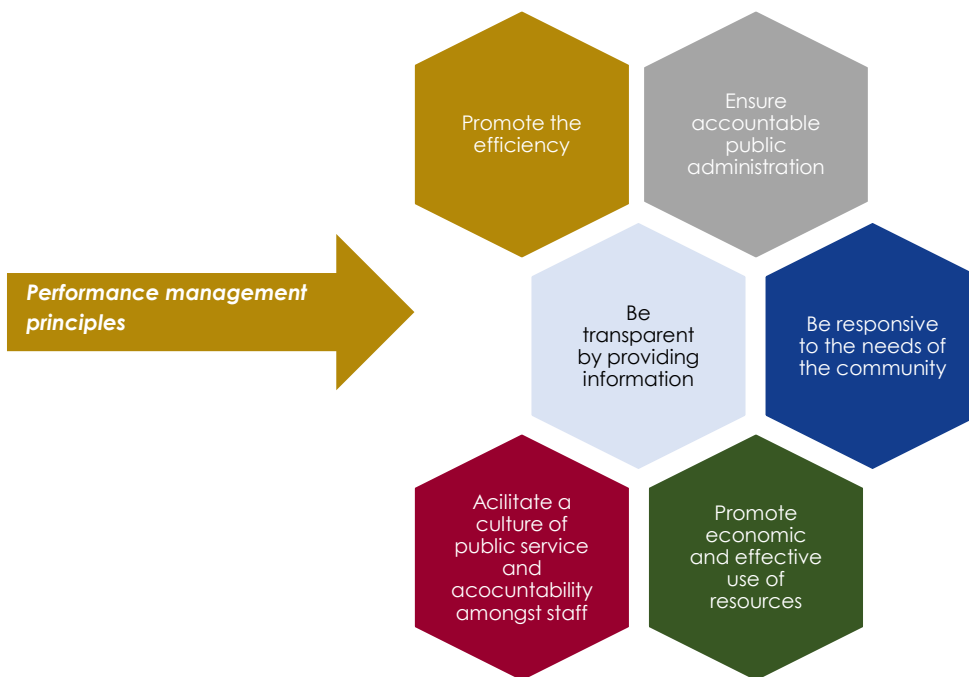 Performance management
principles
Promote the
efficiency
Ensure
accountable
public
administration
Be
transparent
by providing
information
Be responsive
to the needs of
the community
Acilitate a
culture of
public service
and
acocuntability
amongst staff
Promote
economic
and effective
use of
resources